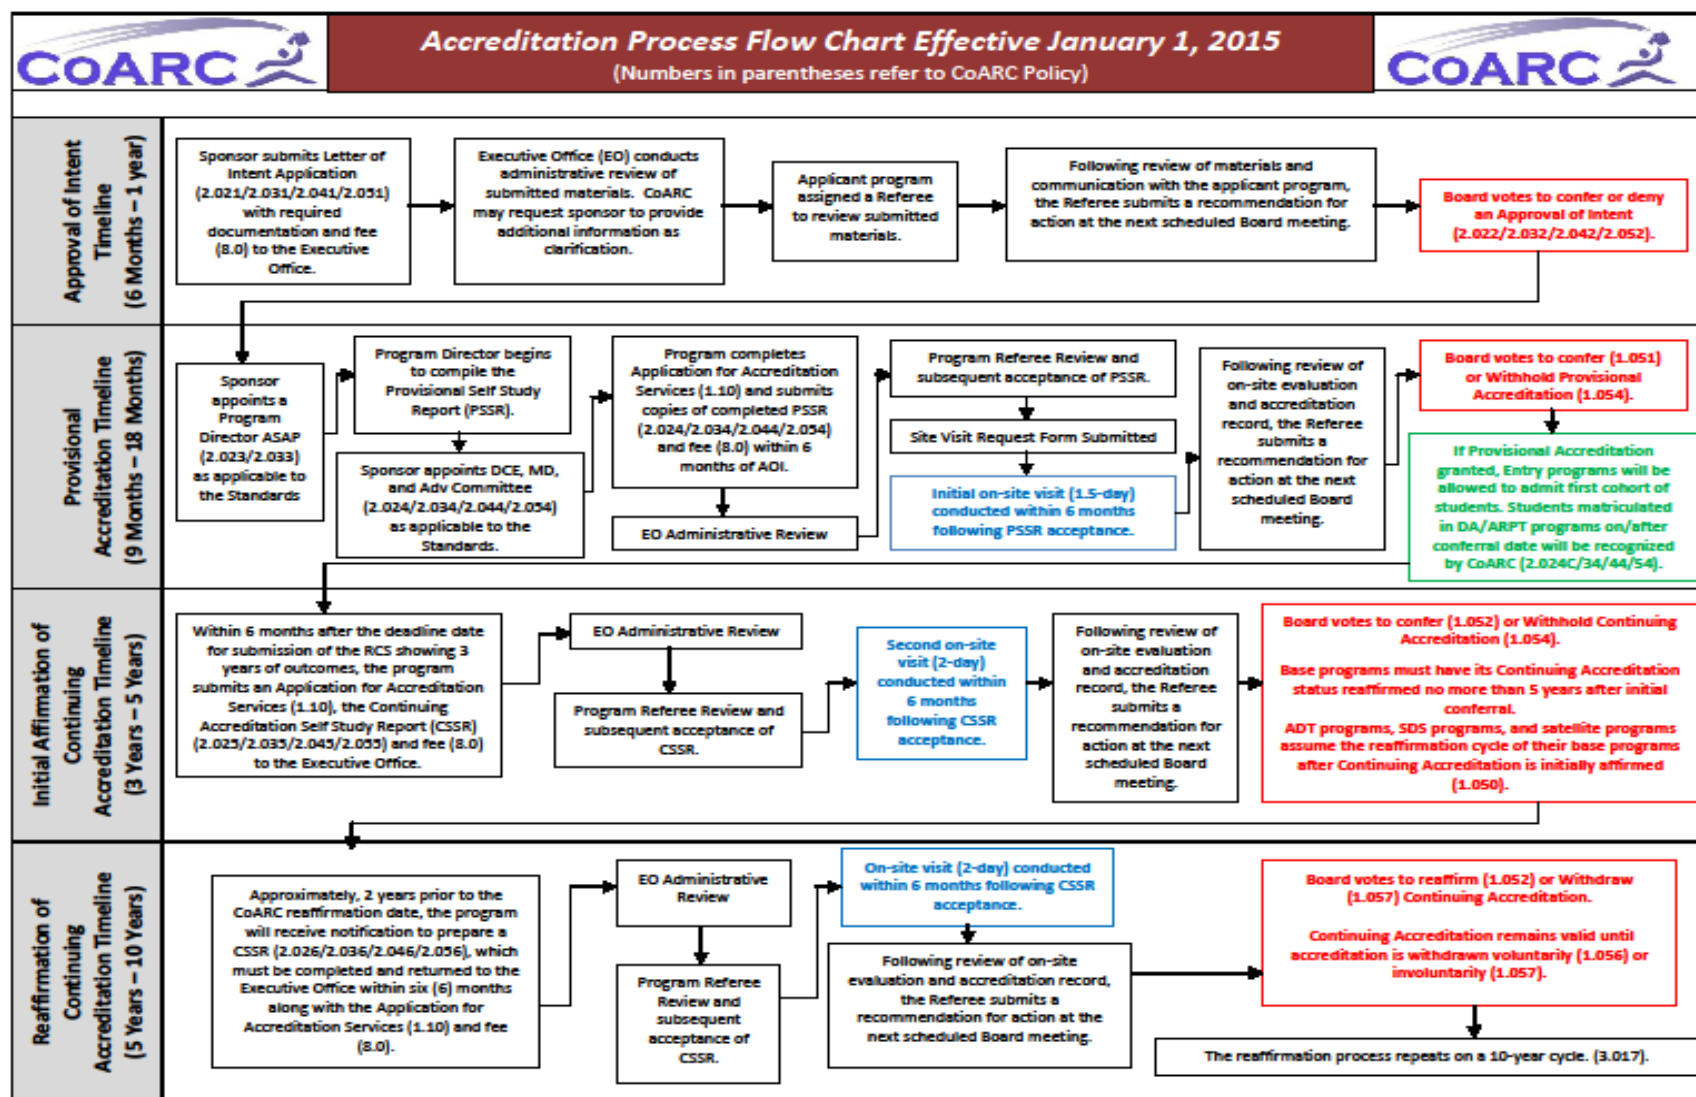 CoARC
Accreditation Process Flow Chart Effective January 1, 2015
(Numbers in parentheses refer to CoARC Policy)
CoARC
Approval of Intent
Timeline
(6 Months – 1 year)
Sponsor submits Letter of
Intent Application
(2.021/2.031/2.041/2.051)
with required
documentation and fee
(8.0) to the Executive
Office.
Executive Office (EO) conducts
administrative review of
submitted materials. CoARC
may request sponsor to provide
additional information as
clarification.
Applicant program
assigned a Referee
to review submitted
materials.
Following review of materials and
communication with the applicant program,
the Referee submits a recommendation for
action at the next scheduled Board meeting.
Board votes to confer or deny
an Approval of Intent
(2.022/2.032/2.042/2.052).
Provisional
Accreditation Timeline
(9 Months – 18 Months)
Sponsor
appoints a
Program
Director ASAP
(2.023/2.033)
as applicable to
the Standards
Program Director begins
to compile the
Provisional Self Study
Report (PSSR).
Sponsor appoints DCE, MD,
and Adv Committee
(2.024/2.034/2.044/2.054)
as applicable to the
Standards.
Program completes
Application for Accreditation
Services (1.10) and submits
copies of completed PSSR
(2.024/2.034/2.044/2.054)
and fee (8.0) within 6
months of AOI.
EO Administrative Review
Program Referee Review and
subsequent acceptance of PSSR.
Site Visit Request Form Submitted
Initial on-site visit (1.5-day)
conducted within 6 months
following PSSR acceptance.
Following review of
on-site evaluation
and accreditation
record, the Referee
submits a
recommendation for
action at the next
scheduled Board
meeting.
Board votes to confer (1.051)
or Withhold Provisional
Accreditation (1.054).
If Provisional Accreditation
granted, Entry programs will be
allowed to admit first cohort of
students. Students matriculated
in DA/ARPT programs on/after
conferral date will be recognized
by CoARC (2.024C/34/44/54).
Initial Affirmation of
Continuing
Accreditation Timeline
(3 Years – 5 Years)
Within 6 months after the deadline date
for submission of the RCS showing 3
years of outcomes, the program
submits an Application for Accreditation
Services (1.10), the Continuing
Accreditation Self Study Report (CSSR)
(2.025/2.035/2.045/2.055) and fee (8.0)
to the Executive Office.
EO Administrative Review
Program Referee Review and
subsequent acceptance of
CSSR.
Second on-site
visit (2-day)
conducted within
6 months
following CSSR
acceptance.
Following review of
on-site evaluation
and accreditation
record, the Referee
submits a
recommendation for
action at the next
scheduled Board
meeting.
Board votes to confer (1.052) or Withhold Continuing
Accreditation (1.054).
Base programs must have its Continuing Accreditation
status reaffirmed no more than 5 years after initial
conferral.
ADT programs, SDS programs, and satellite programs
assume the reaffirmation cycle of their base programs
after Continuing Accreditation is initially affirmed
(1.050).
Reaffirmation of
Continuing
Accreditation Timeline
(5 Years – 10 Years)
Approximately, 2 years prior to the
CoARC reaffirmation date, the program
will receive notification to prepare a
CSSR (2.026/2.036/2.046/2.056), which
must be completed and returned to the
Executive Office within six (6) months
along with the Application for
Accreditation Services (1.10) and fee
(8.0).
EO Administrative
Review
Program Referee
Review and
subsequent
acceptance of
CSSR.
On-site visit (2-day) conducted
within 6 months following CSSR
acceptance.
Following review of on-site
evaluation and accreditation record,
the Referee submits a
recommendation for action at the
next scheduled Board meeting.
Board votes to reaffirm (1.052) or Withdraw
(1.057) Continuing Accreditation.
Continuing Accreditation remains valid until
accreditation is withdrawn voluntarily (1.056) or
involuntarily (1.057).
The reaffirmation process repeats on a 10-year cycle. (3.017).